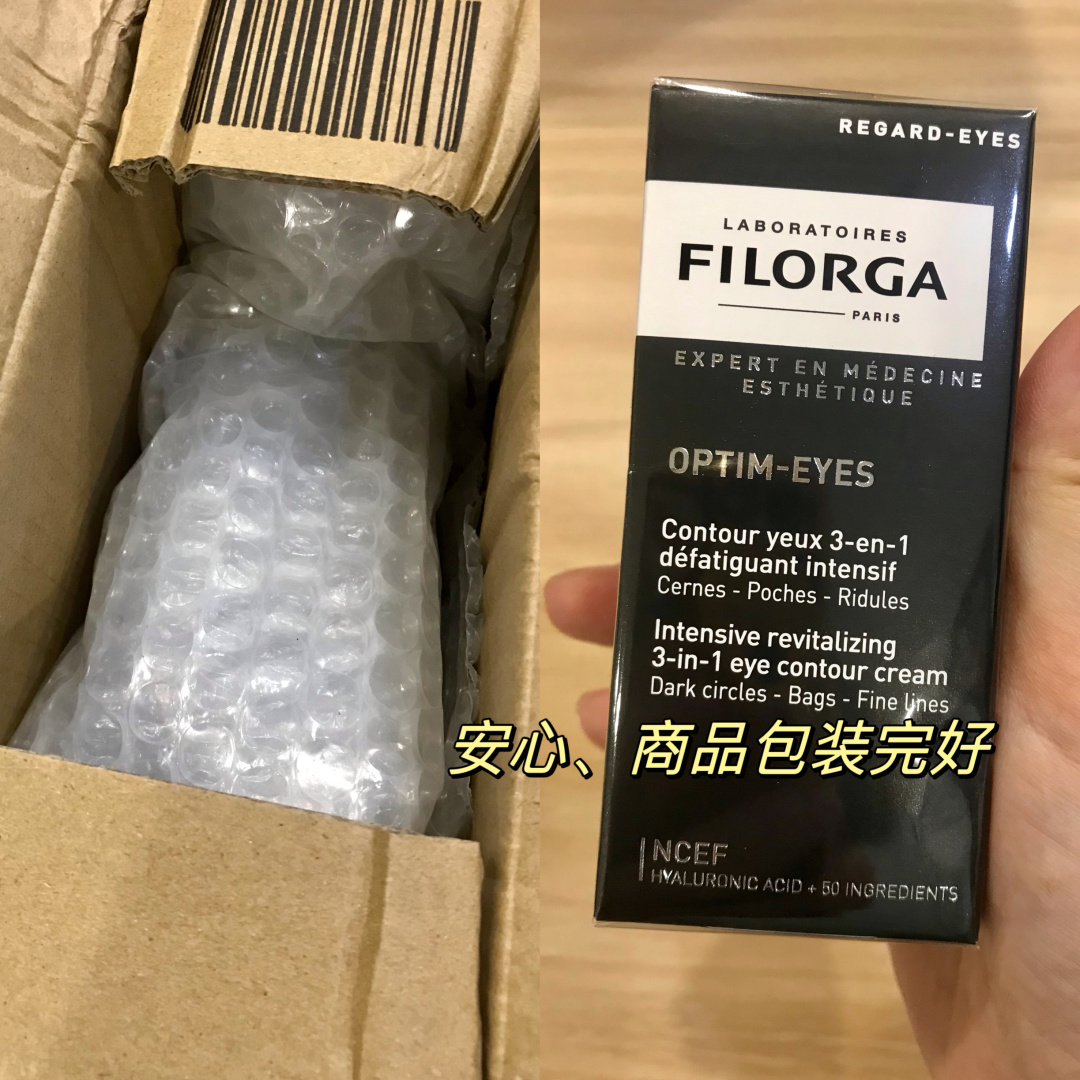 REGARD-EYES
LABORATOIRES
FILORGA
PARIS
EXPERT EN MÉDECINE
ESTHÉTIQUE
OPTIM-EYES
Contour yeux 3-en-1
défatiguant intensif
Cernes - Poches - Ridules
Intensive revitalizing
3-in-1 eye contour cream
Dark circles - Bags - Fine lines
安心、商品包装完好
NCEF
HYALURONIC ACID + 50 INGREDIENTS